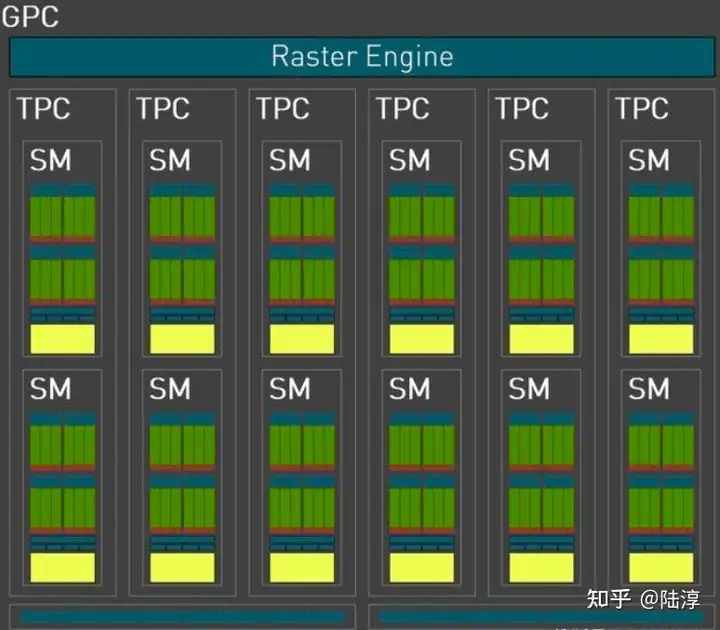 GPC
Raster Engine
TPC TPC TPC TPC TPC TPC
SM SM SM SM SM SM
SM SM SM SM SM SM
知乎 @陆淳